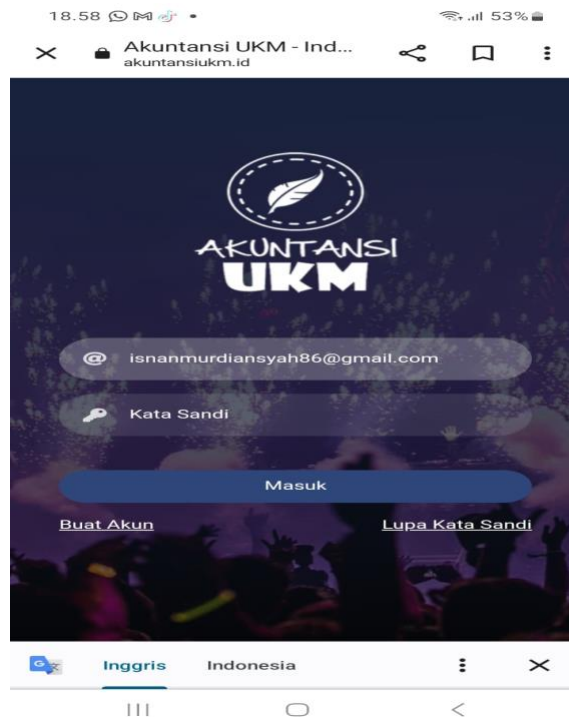 18.58 53%
Akuntansi UKM - Ind...
akuntansiukm.id
AKUNTANSI
UKM
@ isnanmurdiansyah86@gmail.com
Kata Sandi
Masuk
Buat Akun Lupa Kata Sandi
G Inggris Indonesia